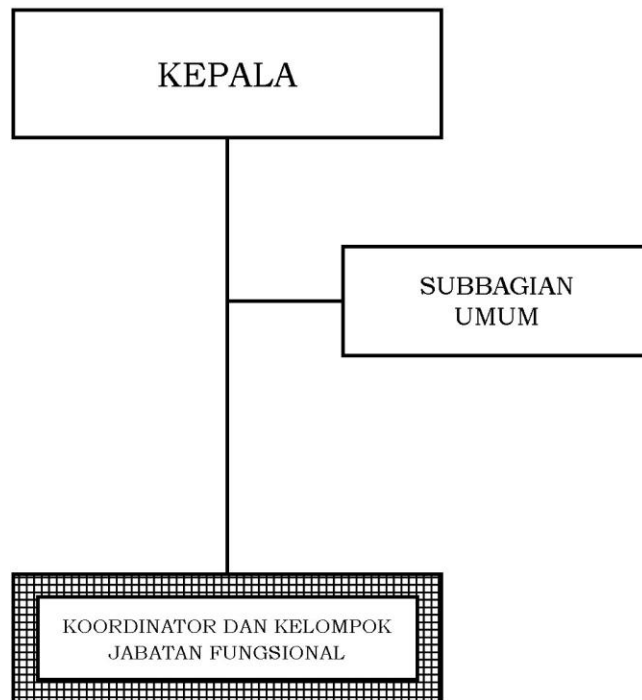 KEPALA
SUBBAGIAN
UMUM
KOORDINATOR DAN KELOMPOK
JABATAN FUNGSIONAL